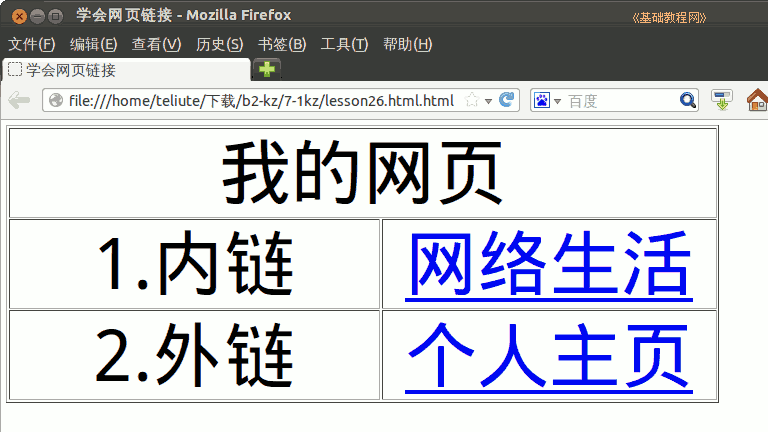 学会网页链接 - Mozilla Firefox
《基础教程网》
文件(F) 编辑(E) 查看(V) 历史(S) 书签(B) 工具(T) 帮助(H)
学会网页链接
file:///home/teliute/下载/b2-kz/7-1kz/lesson26.html.html 百度
我的网页
1.内链 网络生活
2.外链 个人主页